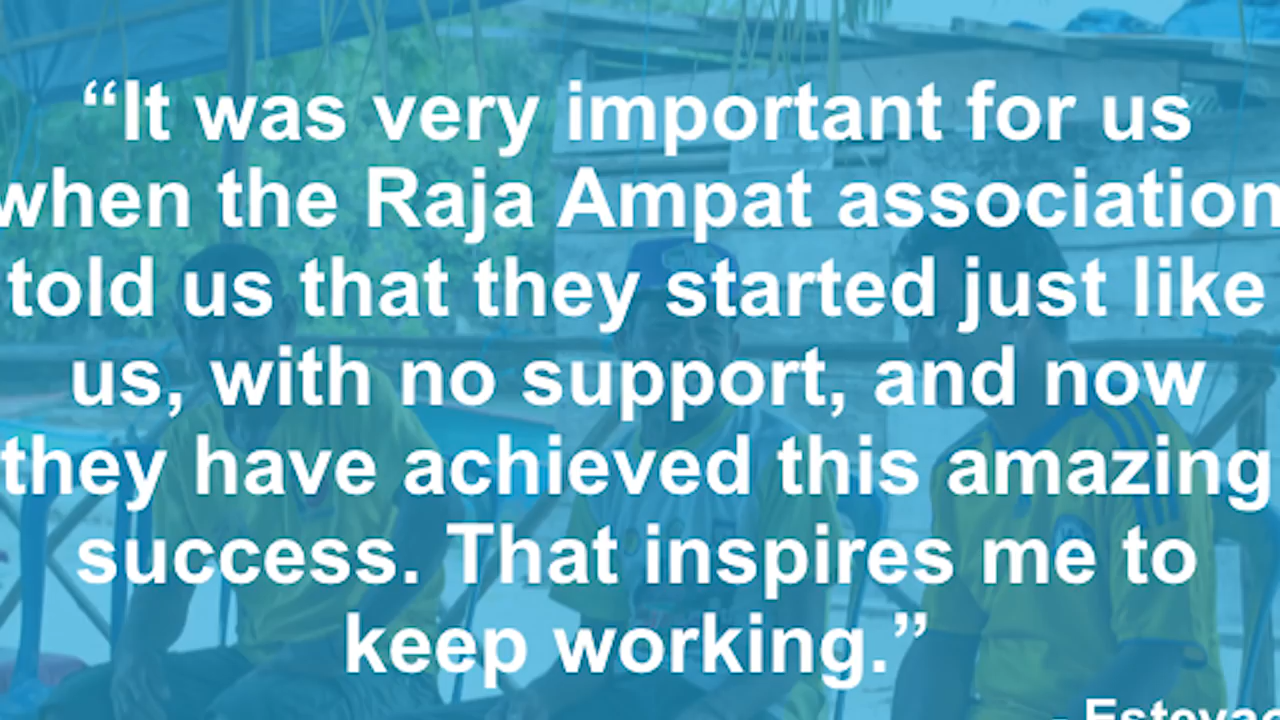 “It was very important for us
when the Raja Ampat association
told us that they started just like
us, with no support, and now
they have achieved this amazing
success. That inspires me to
keep working.”